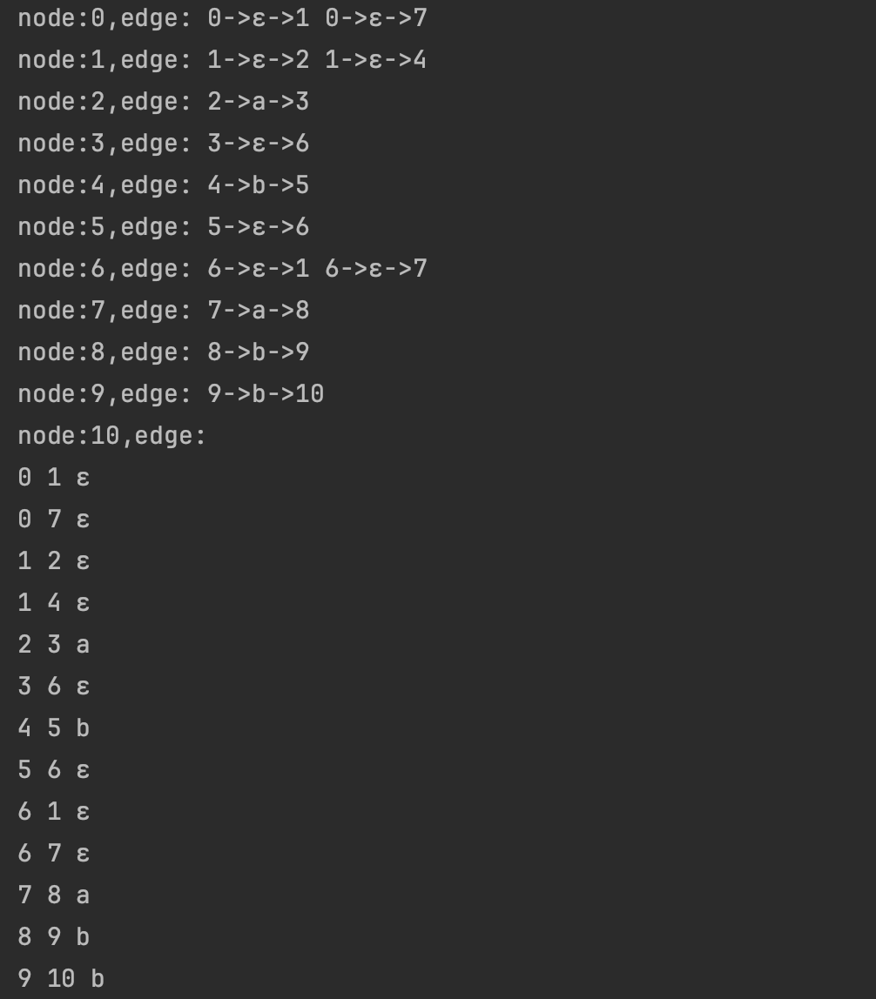 node:0,edge: 0->ε->1 0->ε->7
node:1,edge: 1->ε->2 1->ε->4
node:2,edge: 2->a->3
node:3,edge: 3->ε->6
node:4,edge: 4->b->5
node:5,edge: 5->ε->6
node:6,edge: 6->ε->1 6->ε->7
node:7,edge: 7->a->8
node:8,edge: 8->b->9
node:9,edge: 9->b->10
node:10,edge:
0 1 ε
0 7 ε
1 2 ε
1 4 ε
2 3 a
3 6 ε
4 5 b
5 6 ε
6 1 ε
6 7 ε
7 8 a
8 9 b
9 10 b